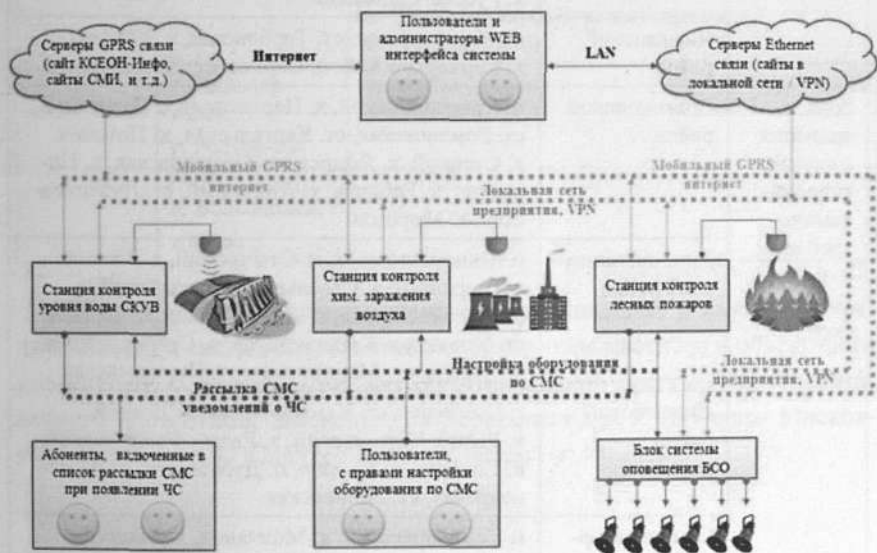 Пользователи и
администраторы WEB
интерфейса системы
Серверы GPRS связи
(сайт КСЕОН-Инфо,
сайты СМИ, и т.д.)
Интернет
LAN
Серверы Ethernet
связи (сайты в
локальной сети, VPN)
Мобильный GPRS
интернет
Мобильный GPRS
интернет
Локальная сеть
предприятия, VPN
Станция контроля
уровня воды СКУВ
Станция контроля
хим. заражения
воздуха
Станция контроля
лесных пожаров
Настройка оборудования
по СМС
Локальная сеть
предприятия, VPN
Рассылка СМС
уведомлений о ЧС
Абоненты, включенные в
список рассылки СМС
при появлении ЧС
Пользователи,
с правами настройки
оборудования по СМС
Блок системы
оповещения БСО